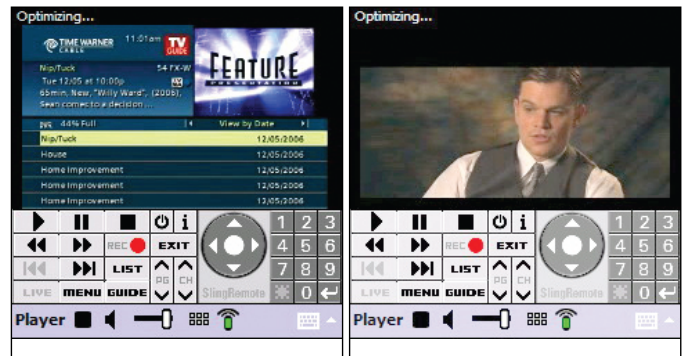 Optimizing...
TIME WARNER CABLE 11:01am TV GUIDE
Nip/Tuck 54 FX-W
Tue 12/05 at 10:00p
65min, New, "Willy Ward", (2006),
Sean comes to a decision ...
FEATURE
PRESENTATION
DVR 44% Full View by Date
Nip/Tuck 12/05/2006
House 12/05/2006
Home Improvement 12/05/2006
Home Improvement 12/05/2006
Home Improvement 12/05/2006
i 1 2 3
REC EXIT 4 5 6
LIST PG CH 7 8 9
LIVE MENU GUIDE SlingRemote 0
Player
Optimizing...
i 1 2 3
REC EXIT 4 5 6
LIST PG CH 7 8 9
LIVE MENU GUIDE SlingRemote 0
Player